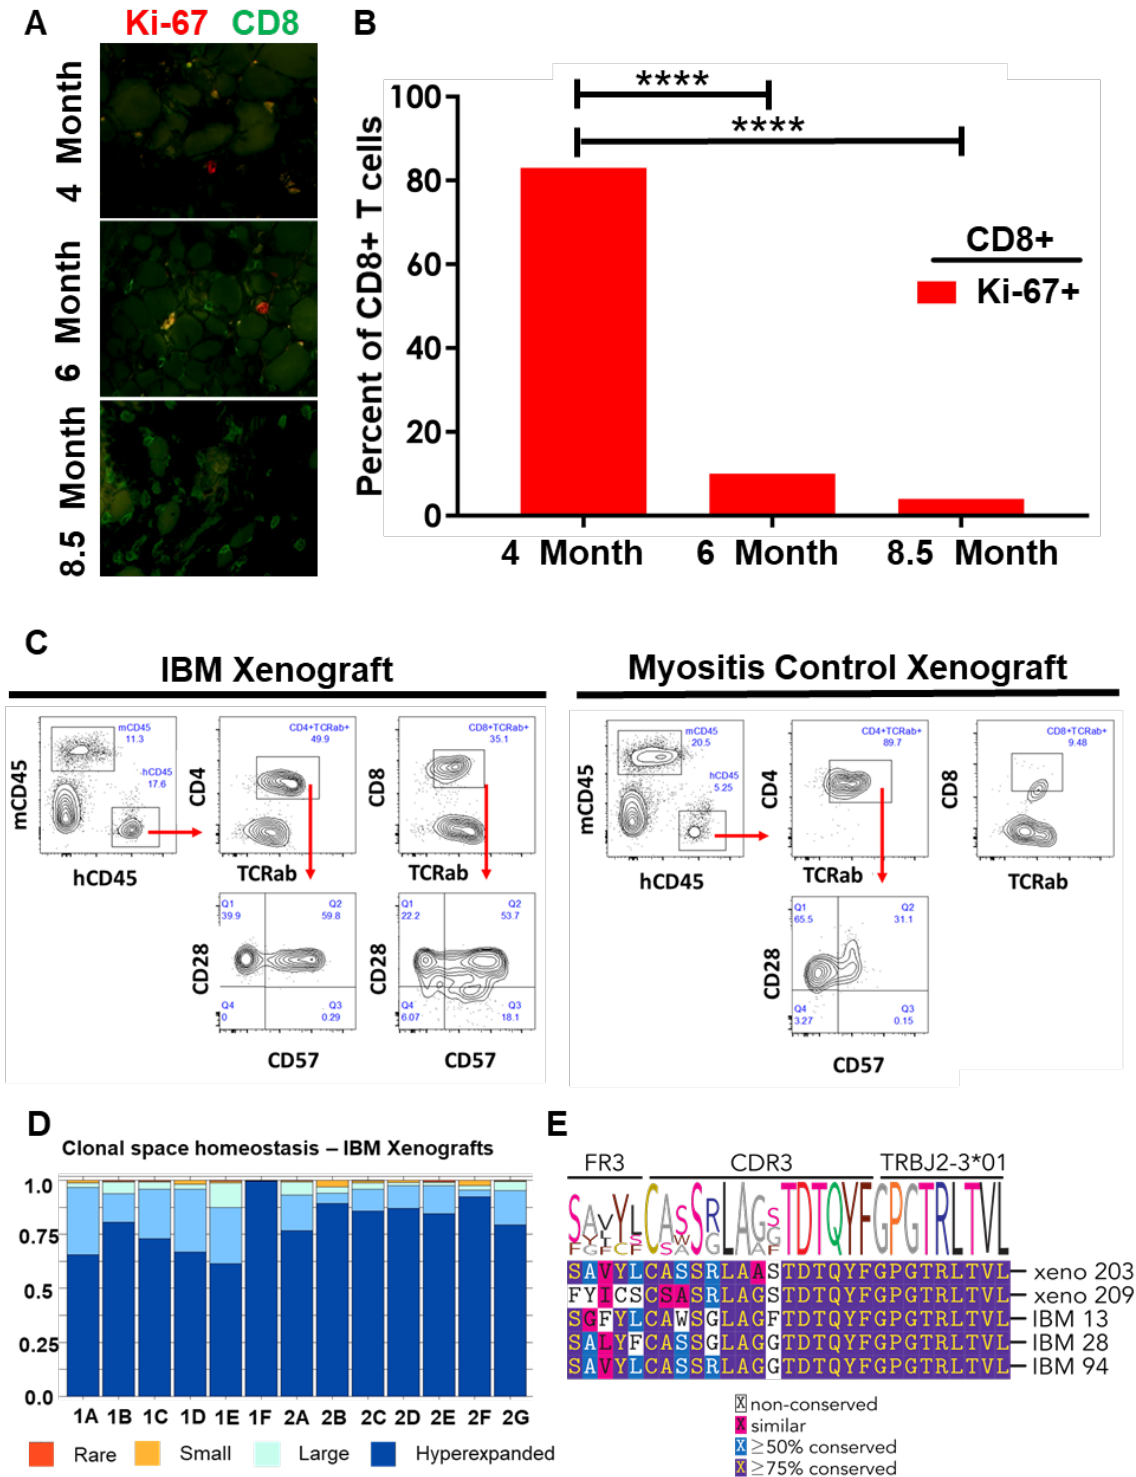 A
Ki-67 CD8
4 Month
6 Month
8.5 Month
B
****
****
Percent of CD8+ T cells
100
80
60
40
20
0
4 Month
6 Month
8.5 Month
CD8+
Ki-67+
C
IBM Xenograft
mCD45
mCD45
11.3
hCD45
17.6
hCD45
CD4
CD4+TCRab+
49.9
TCRab
CD8
CD8+TCRab+
35.1
TCRab
CD28
Q1
39.9
Q2
59.8
Q4
0
Q3
0.29
CD57
CD28
Q1
22.2
Q2
53.7
Q4
6.07
Q3
18.1
CD57
Myositis Control Xenograft
mCD45
mCD45
20.5
hCD45
5.25
hCD45
CD4
CD4+TCRab+
89.7
TCRab
CD8
CD8+TCRab+
9.48
TCRab
CD28
Q1
65.5
Q2
31.1
Q4
3.27
Q3
0.15
CD57
D
Clonal space homeostasis – IBM Xenografts
1.0
0.75
0.5
0.25
0.0
1A 1B 1C 1D 1E 1F 2A 2B 2C 2D 2E 2F 2G
Rare Small Large Hyperexpanded
E
FR3 CDR3 TRBJ2-3*01
SAVYLCASSRLAASTDTQYFGPGTRLTVL xeno 203
FYICSCSASRLAGSTDTQYFGPGTRLTVL xeno 209
SGFYLCAWSGLAGFTDTQYFGPGTRLTVL IBM 13
SALYFCASSGLAGGTDTQYFGPGTRLTVL IBM 28
SAVYLCASSRLAGGTDTQYFGPGTRLTVL IBM 94
X non-conserved
X similar
X ≥50% conserved
X ≥75% conserved